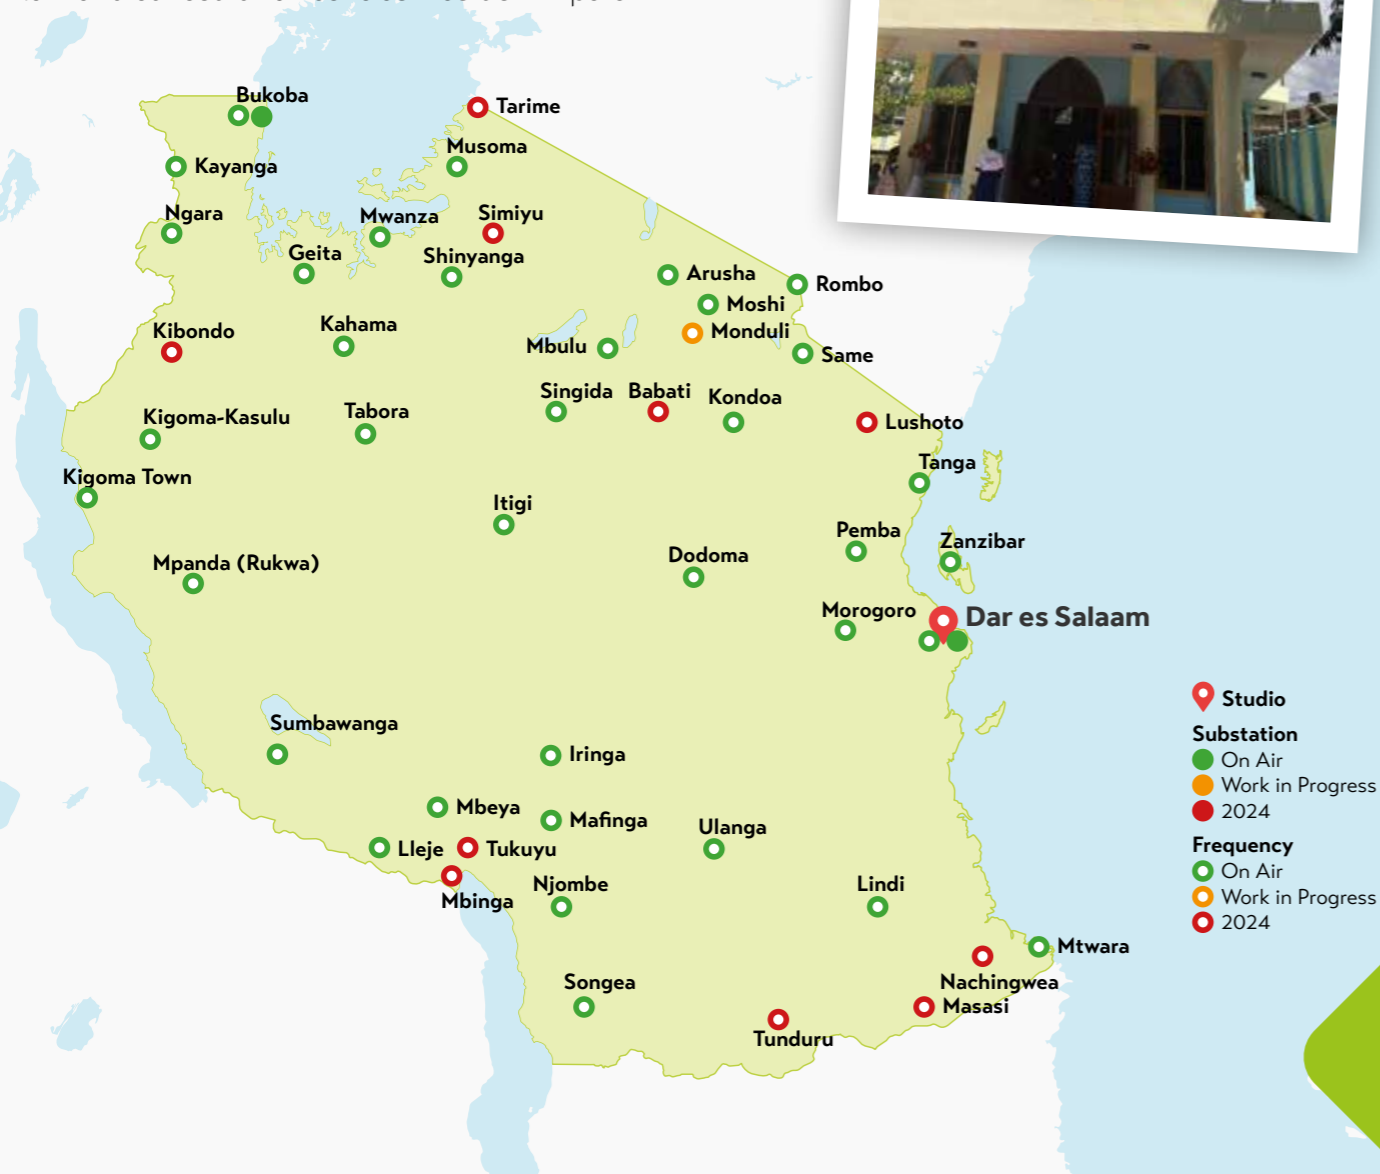 Bukoba
Tarime
Musoma
Kayanga
Ngara
Mwanza
Simiyu
Geita
Shinyanga
Arusha
Rombo
Moshi
Kibondo
Kahama
Mbulu
Monduli
Same
Singida
Babati
Kondoa
Kigoma-Kasulu
Tabora
Lushoto
Tanga
Kigoma Town
Itigi
Pemba
Zanzibar
Mpanda (Rukwa)
Dodoma
Morogoro
Dar es Salaam
Studio
Substation
On Air
Work in Progress
2024
Frequency
On Air
Work in Progress
2024
Sumbawanga
Iringa
Mbeya
Mafinga
Ulanga
Lleje
Tukuyu
Mbinga
Njombe
Lindi
Mtwara
Nachingwea
Songea
Masasi
Tunduru